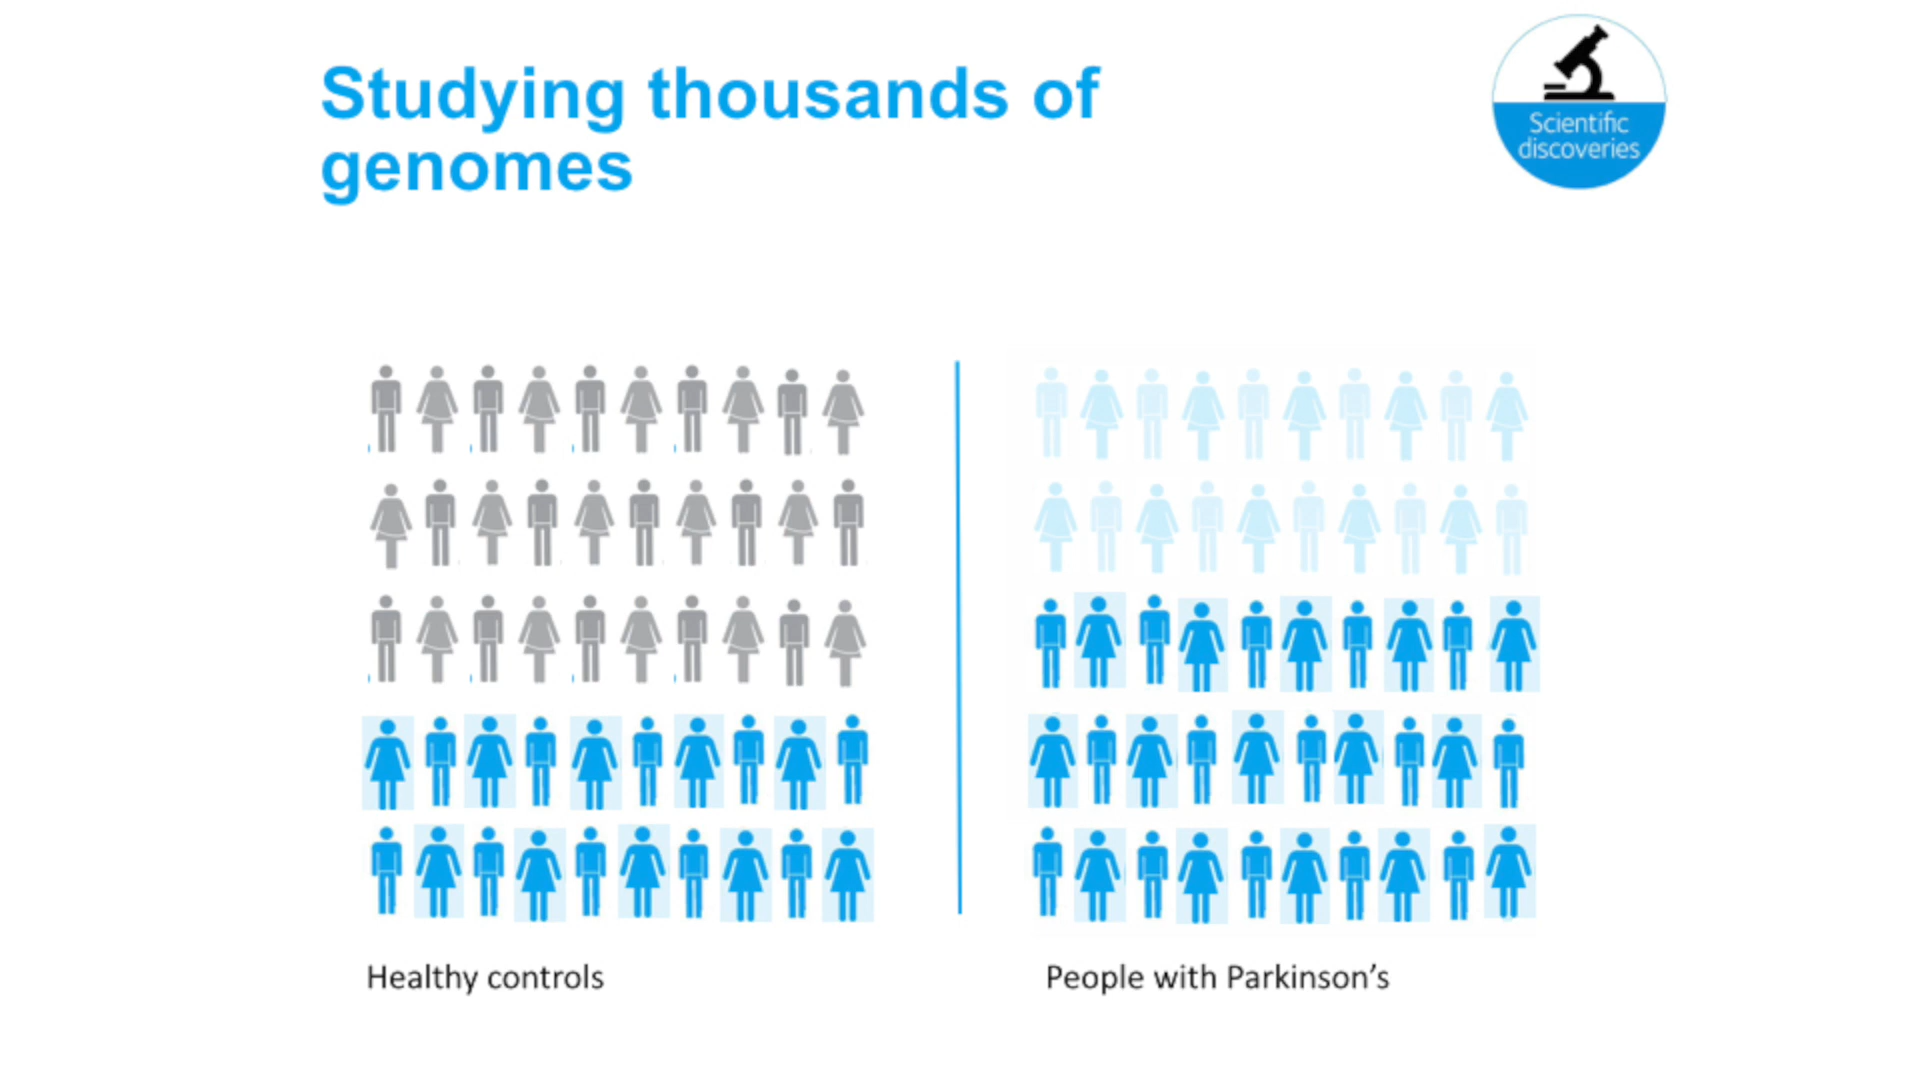 Studying thousands of
genomes
Scientific
discoveries
Healthy controls
People with Parkinson’s